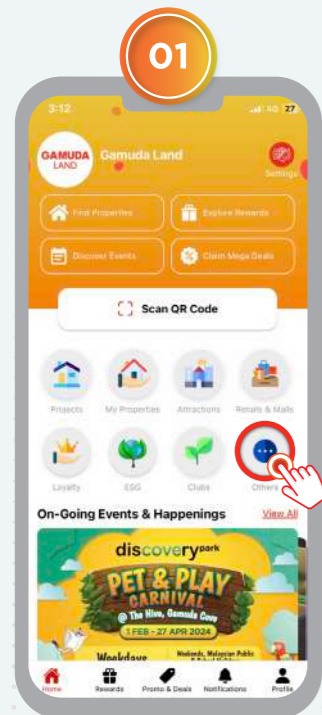 01
3:12
4G 27
GAMUDA
LAND
Gamuda Land
Settings
Find Properties
Explore Rewards
Discover Events
Claim Mega Deals
Scan QR Code
Projects
My Properties
Attractions
Retails & Malls
Loyalty
ESG
Clubs
Others
On-Going Events & Happenings
View All
discoverypark
PET & PLAY
CARNIVAL
@ The Hive, Gamuda Cove
1 FEB - 27 APR 2024
Weekdays
Weekends, Malaysian Public
Home
Rewards
Promo & Deals
Notifications
Profile